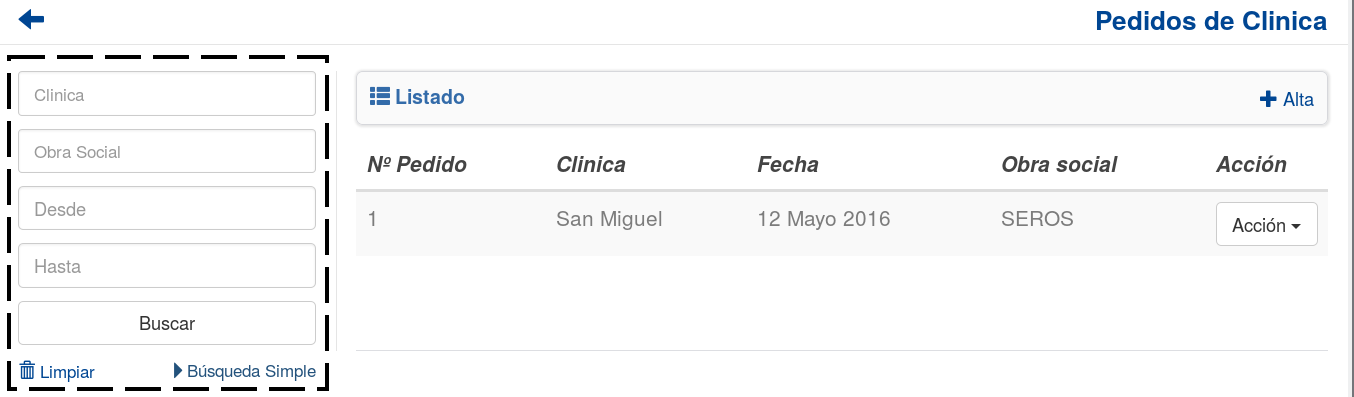 Pedidos de Clinica
Clinica
Obra Social
Desde
Hasta
Buscar
Limpiar Búsqueda Simple
Listado Alta
Nº Pedido Clinica Fecha Obra social Acción
1 San Miguel 12 Mayo 2016 SEROS Acción